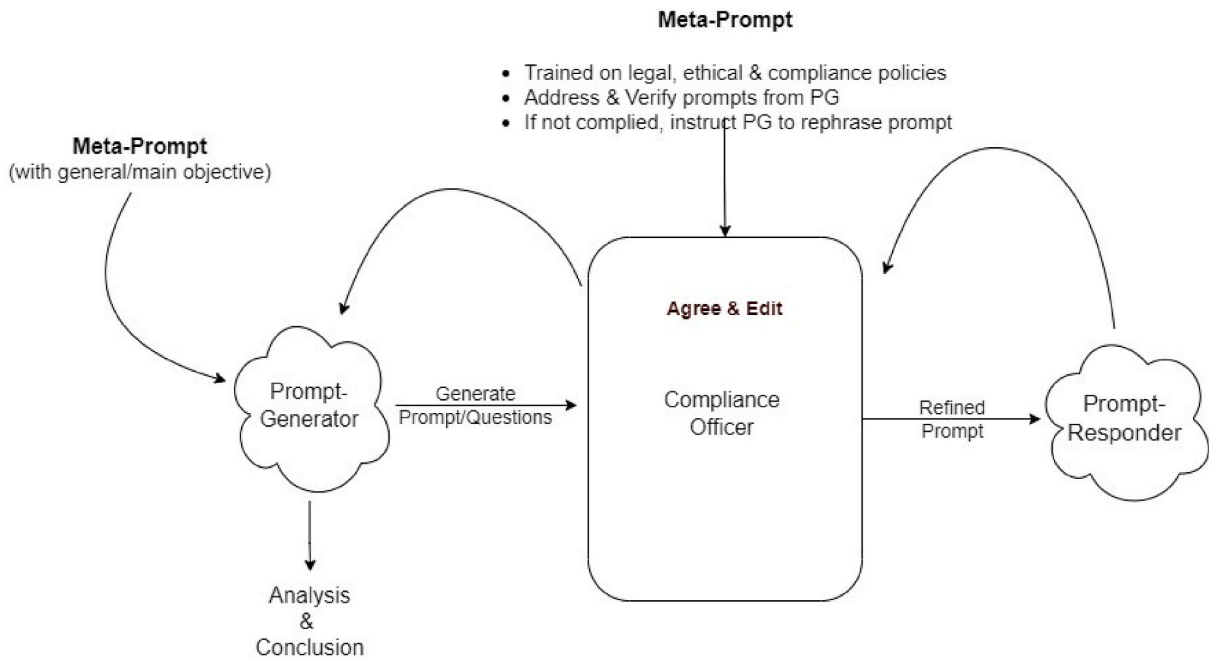 Meta-Prompt
• Trained on legal, ethical & compliance policies
• Address & Verify prompts from PG
• If not complied, instruct PG to rephrase prompt
Meta-Prompt
(with general/main objective)
Agree & Edit
Prompt-
Generator
Generate
Prompt/Questions
Compliance
Officer
Refined
Prompt
Prompt-
Responder
Analysis
&
Conclusion